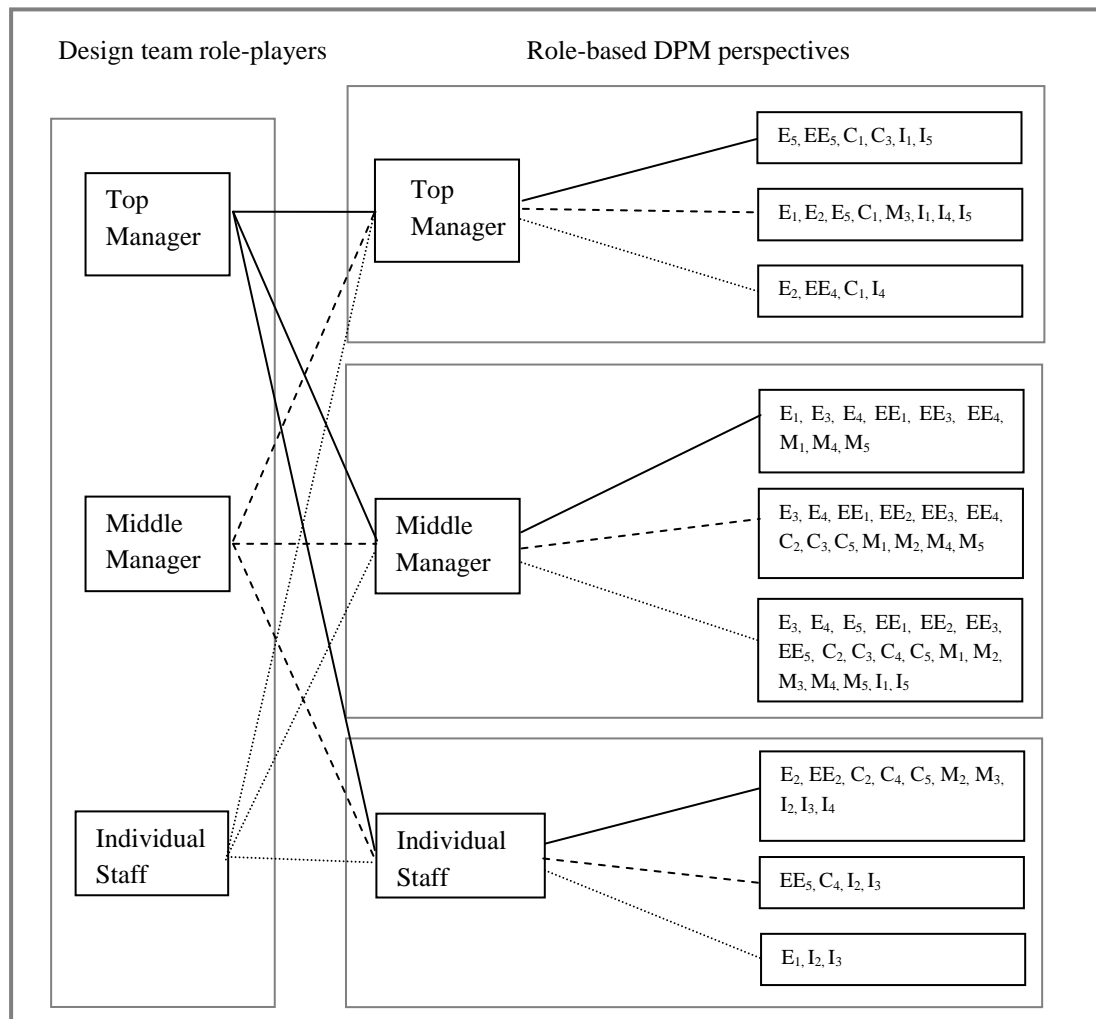 Design team role-players
Role-based DPM perspectives
Top
Manager
Middle
Manager
Individual
Staff
Top
Manager
E₅, EE₅, C₁, C₃, I₁, I₅
E₁, E₂, E₅, C₁, M₃, I₁, I₄, I₅
E₂, EE₄, C₁, I₄
Middle
Manager
E₁, E₃, E₄, EE₁, EE₃, EE₄,
M₁, M₄, M₅
E₃, E₄, EE₁, EE₂, EE₃, EE₄,
C₂, C₃, C₅, M₁, M₂, M₄, M₅
E₃, E₄, E₅, EE₁, EE₂, EE₃,
EE₅, C₂, C₃, C₄, C₅, M₁, M₂,
M₃, M₄, M₅, I₁, I₅
Individual
Staff
E₂, EE₂, C₂, C₄, C₅, M₂, M₃,
I₂, I₃, I₄
EE₅, C₄, I₂, I₃
E₁, I₂, I₃